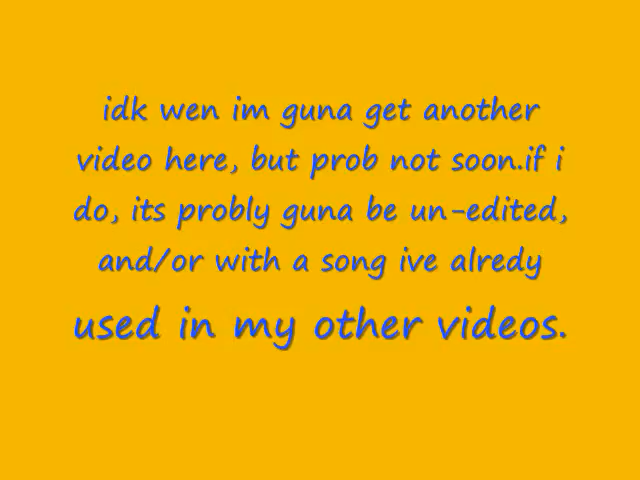 idk wen im guna get another
video here, but prob not soon.if i
do, its probly guna be un-edited,
and/or with a song ive alredy
used in my other videos.